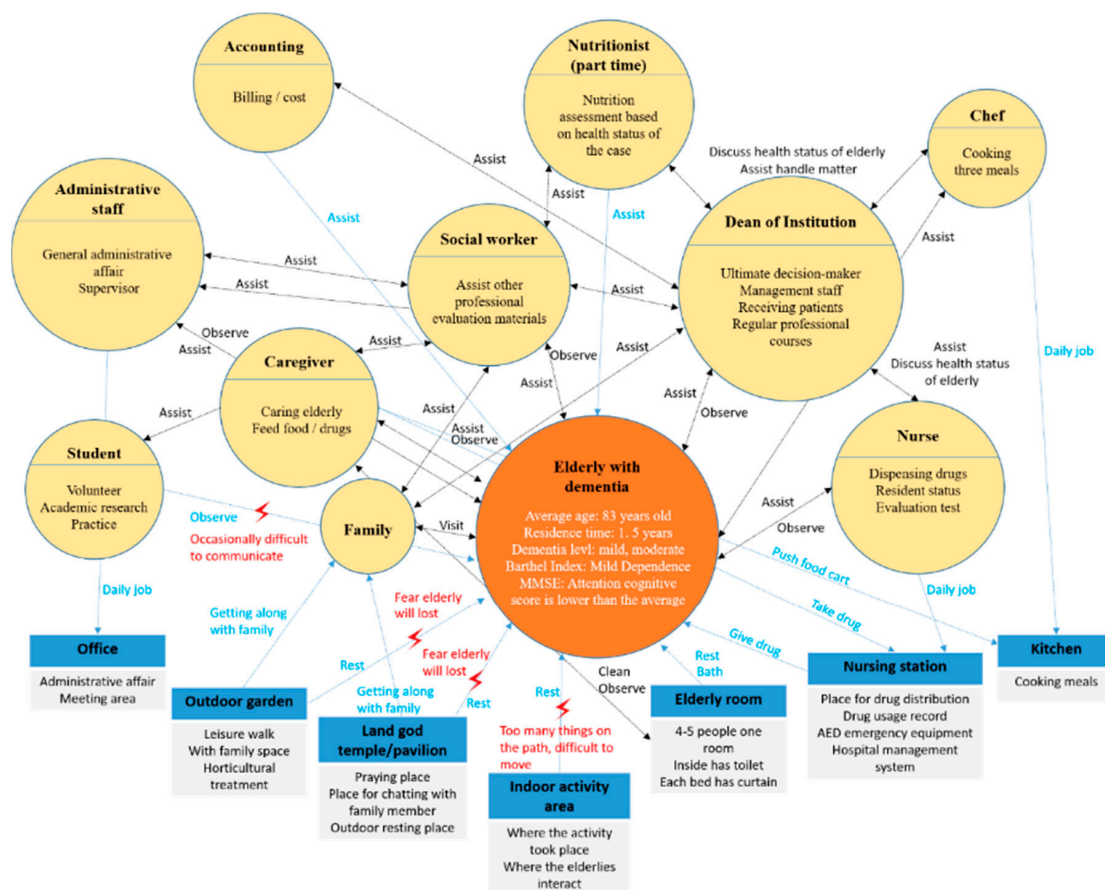 Accounting
Billing / cost
Nutritionist
(part time)
Nutrition
assessment based
on health status of
the case
Chef
Cooking
three meals
Discuss health status of elderly
Assist handle matter
Assist
Assist
Administrative
staff
General administrative
affair
Supervisor
Assist
Social worker
Assist other
professional
evaluation materials
Assist
Dean of Institution
Ultimate decision-maker
Management staff
Receiving patients
Regular professional
courses
Assist
Assist
Assist
Assist
Observe
Assist
Observe
Assist
Assist
Caregiver
Caring elderly
Feed food / drugs
Assist
Observe
Assist
Assist
Observe
Assist
Discuss health status
of elderly
Daily job
Assist
Student
Volunteer
Academic research
Practice
Family
Visit
Elderly with
dementia
Average age: 83 years old
Residence time: 1. 5 years
Dementia levl: mild, moderate
Barthel Index: Mild Dependence
MMSE: Attention cognitive
score is lower than the average
Nurse
Dispensing drugs
Resident status
Evaluation test
Assist
Observe
Observe
Occasionally difficult
to communicate
Push food cart
Daily job
Getting along
with family
Fear elderly
will lost
Take drug
Daily job
Give drug
Office
Administrative affair
Meeting area
Rest
Fear elderly
will lost
Rest
Getting along
with family
Rest
Clean
Observe
Rest
Bath
Outdoor garden
Leisure walk
With family space
Horticultural
treatment
Land god
temple/pavilion
Praying place
Place for chatting with
family member
Outdoor resting place
Too many things on
the path, difficult to
move
Indoor activity
area
Where the activity
took place
Where the elderlies
interact
Elderly room
4-5 people one
room
Inside has toilet
Each bed has curtain
Nursing station
Place for drug distribution
Drug usage record
AED emergency equipment
Hospital management
system
Kitchen
Cooking meals